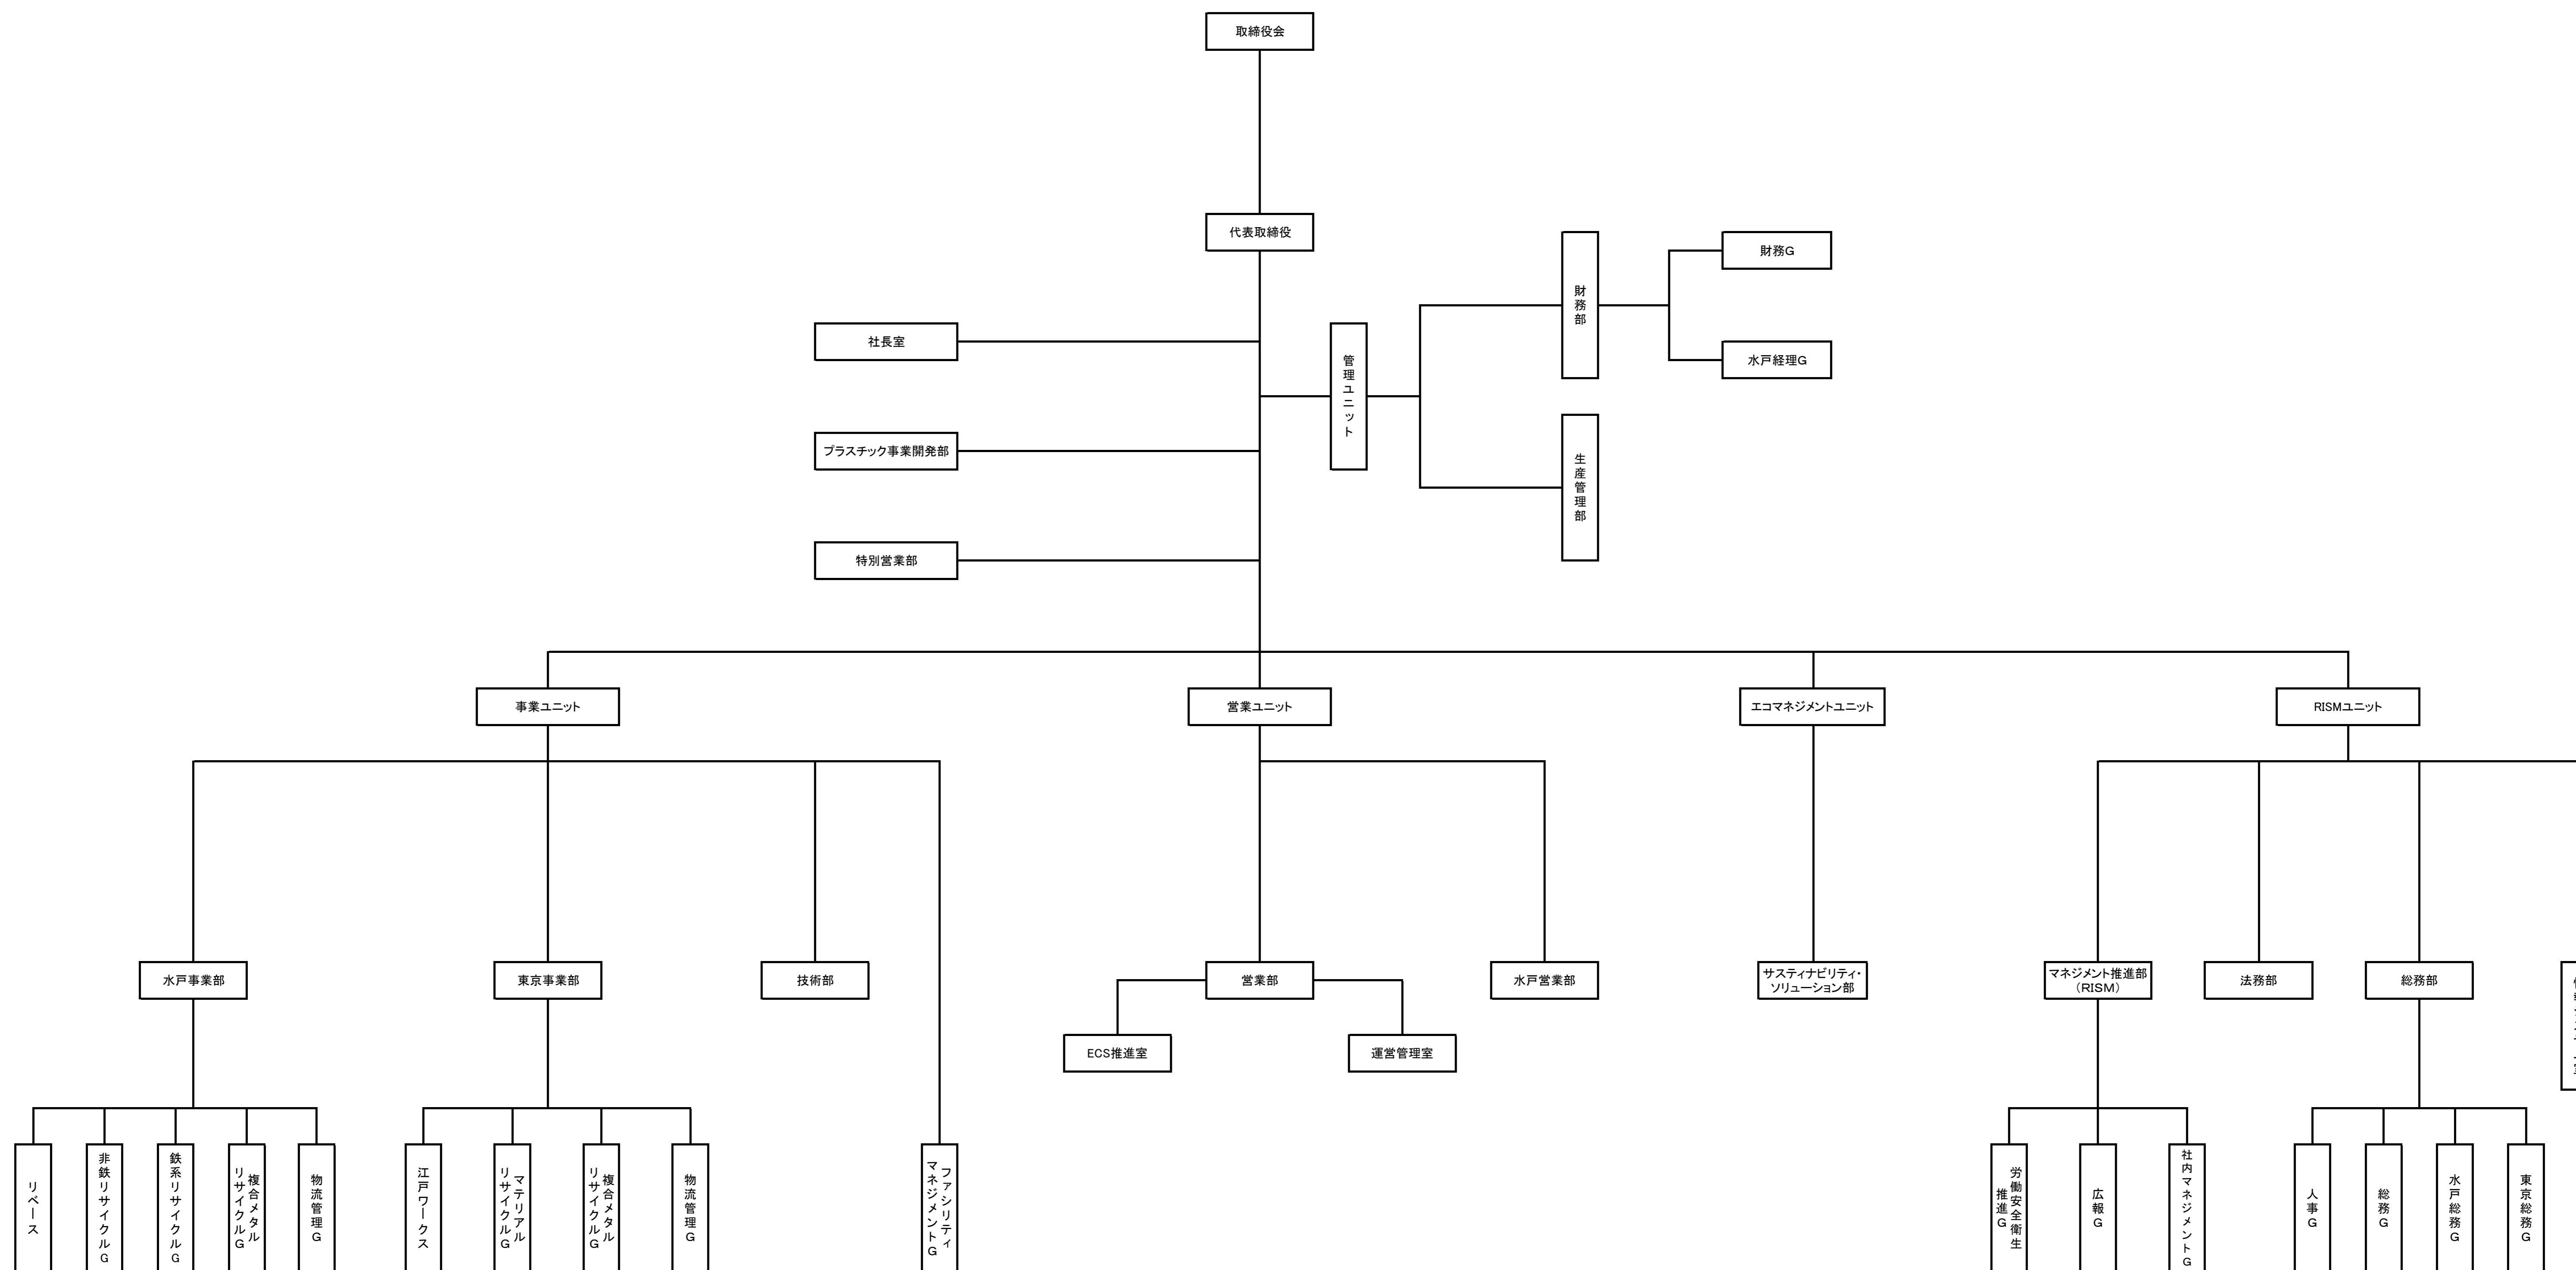 取締役会
代表取締役
財務部
財務G
水戸経理G
社長室
管理ユニット
プラスチック事業開発部
生産管理部
特別営業部
事業ユニット
営業ユニット
エコマネジメントユニット
RISMユニット
水戸事業部
東京事業部
技術部
営業部
水戸営業部
サスティナビリティ・
ソリューション部
マネジメント推進部
（RISM）
法務部
総務部
ECS推進室
運営管理室
リベース
非鉄リサイクルG
鉄系リサイクルG
複合メタル
リサイクルG
物流管理G
江戸ワークス
マテリアル
リサイクルG
複合メタル
リサイクルG
物流管理G
ファシリティ
マネジメントG
労働安全衛生
推進G
広報G
社内マネジメントG
人事G
総務G
水戸総務G
東京総務G